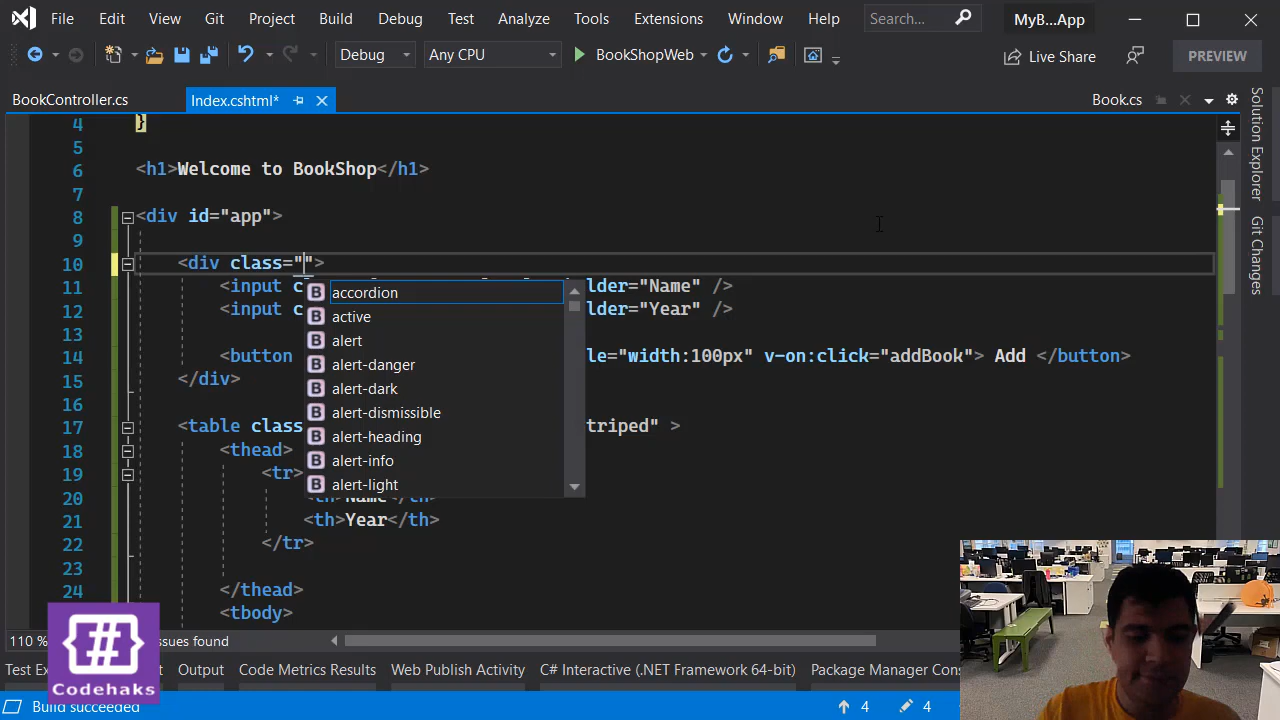 File Edit View Git Project Build Debug Test Analyze Tools Extensions Window Help Search... MyB...App
Debug Any CPU BookShopWeb Live Share PREVIEW
BookController.cs Index.cshtml* Book.cs
4 }
5
6 <h1>Welcome to BookShop</h1>
7
8 <div id="app">
9
10 <div class="">
11 <input c lder="Name" />
12 <input c lder="Year" />
13
14 <button le="width:100px" v-on:click="addBook"> Add </button>
15 </div>
16
17 <table class triped" >
18 <thead>
19 <tr>
20 <th>Name</th>
21 <th>Year</th>
22 </tr>
23
24 </thead>
<tbody>
accordion
active
alert
alert-danger
alert-dark
alert-dismissible
alert-heading
alert-info
alert-light
Solution Explorer
Git Changes
110 % ssues found
Test Ex Output Code Metrics Results Web Publish Activity C# Interactive (.NET Framework 64-bit) Package Manager Cons
Build succeeded 4 4
{#}
Codehaks